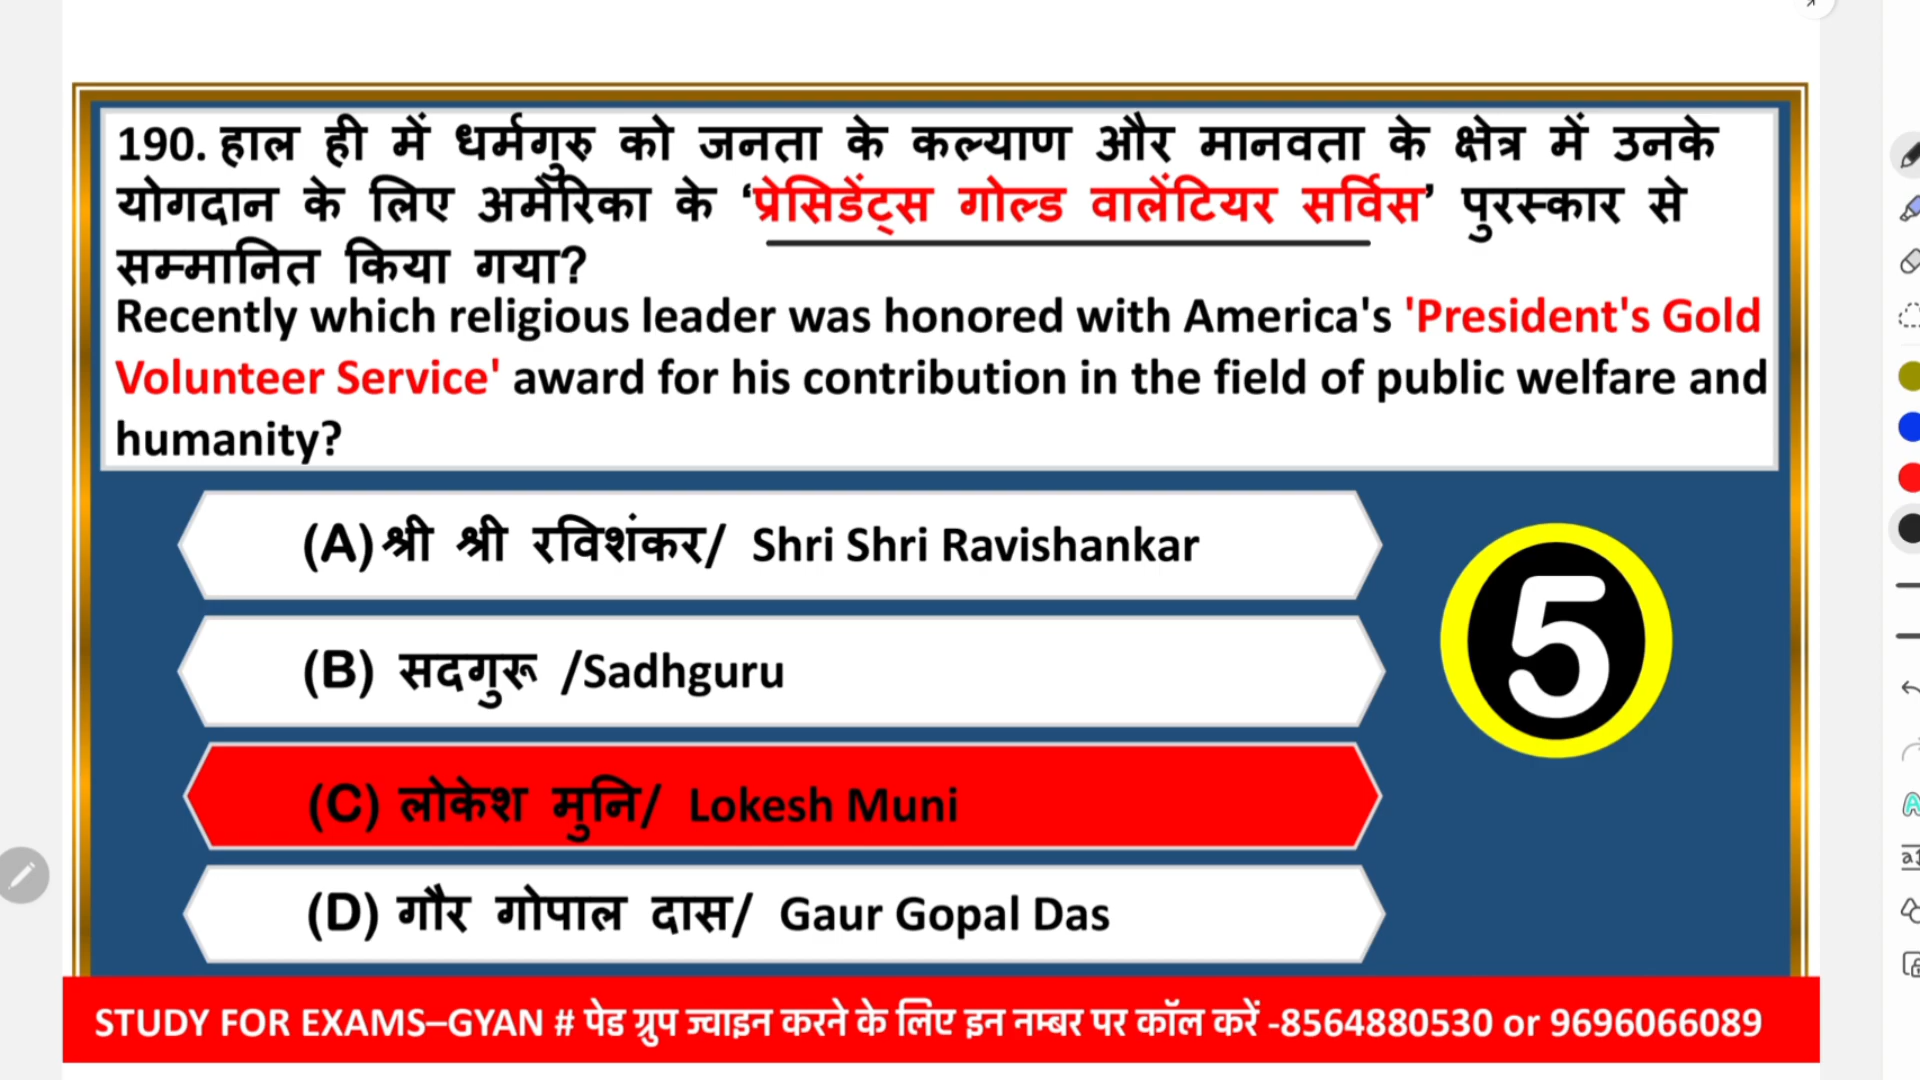 190. हाल ही में धर्मगुरु को जनता के कल्याण और मानवता के क्षेत्र में उनके
योगदान के लिए अमेरिका के ‘प्रेसिडेंट्स गोल्ड वालेंटियर सर्विस’ पुरस्कार से
सम्मानित किया गया?
Recently which religious leader was honored with America's 'President's Gold
Volunteer Service' award for his contribution in the field of public welfare and
humanity?
(A) श्री श्री रविशंकर/ Shri Shri Ravishankar
(B) सदगुरू /Sadhguru
5
(C) लोकेश मुनि/ Lokesh Muni
(D) गौर गोपाल दास/ Gaur Gopal Das
STUDY FOR EXAMS–GYAN # पेड ग्रुप ज्वाइन करने के लिए इन नम्बर पर कॉल करें -8564880530 or 9696066089